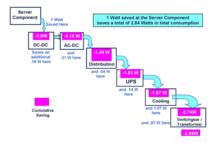 Server
Component
1 Watt
Saved Here
1 Watt saved at the Server Component
saves a total of 2.84 Watts in total consumption
-1.0W
DC-DC
Saves an additional
.18 W here
-1.18 W
AC-DC
and
.31 W here
-1.49 W
Distribution
and .04 W
here
-1.53 W
UPS
and .14 W
here
-1.67 W
Cooling
and 1.07 W
here
-2.74W
Switchgear /
Transformer
and .10 W here
-2.84W
Cumulative
Saving